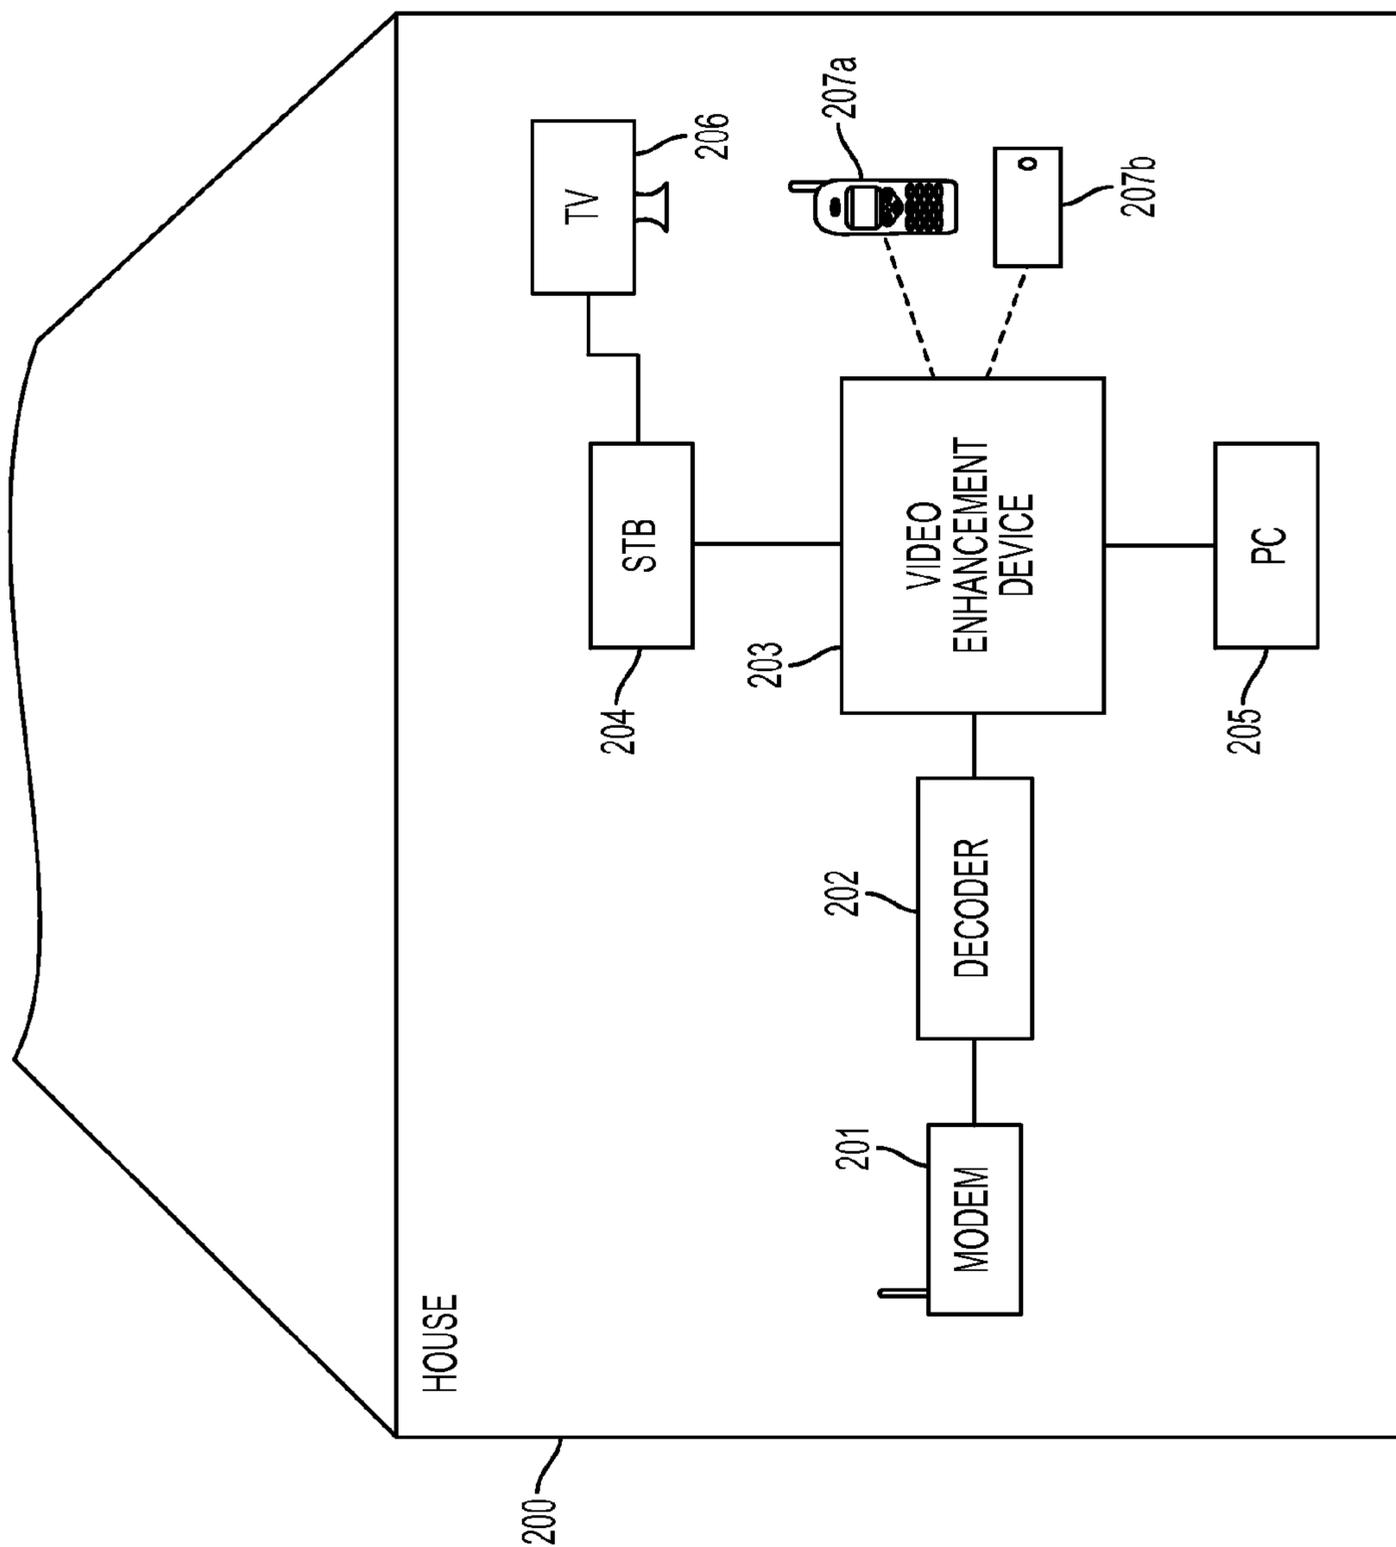 HOUSE
200
MODEM
201
DECODER
202
VIDEO
ENHANCEMENT
DEVICE
203
STB
204
PC
205
TV
206
207a
207b